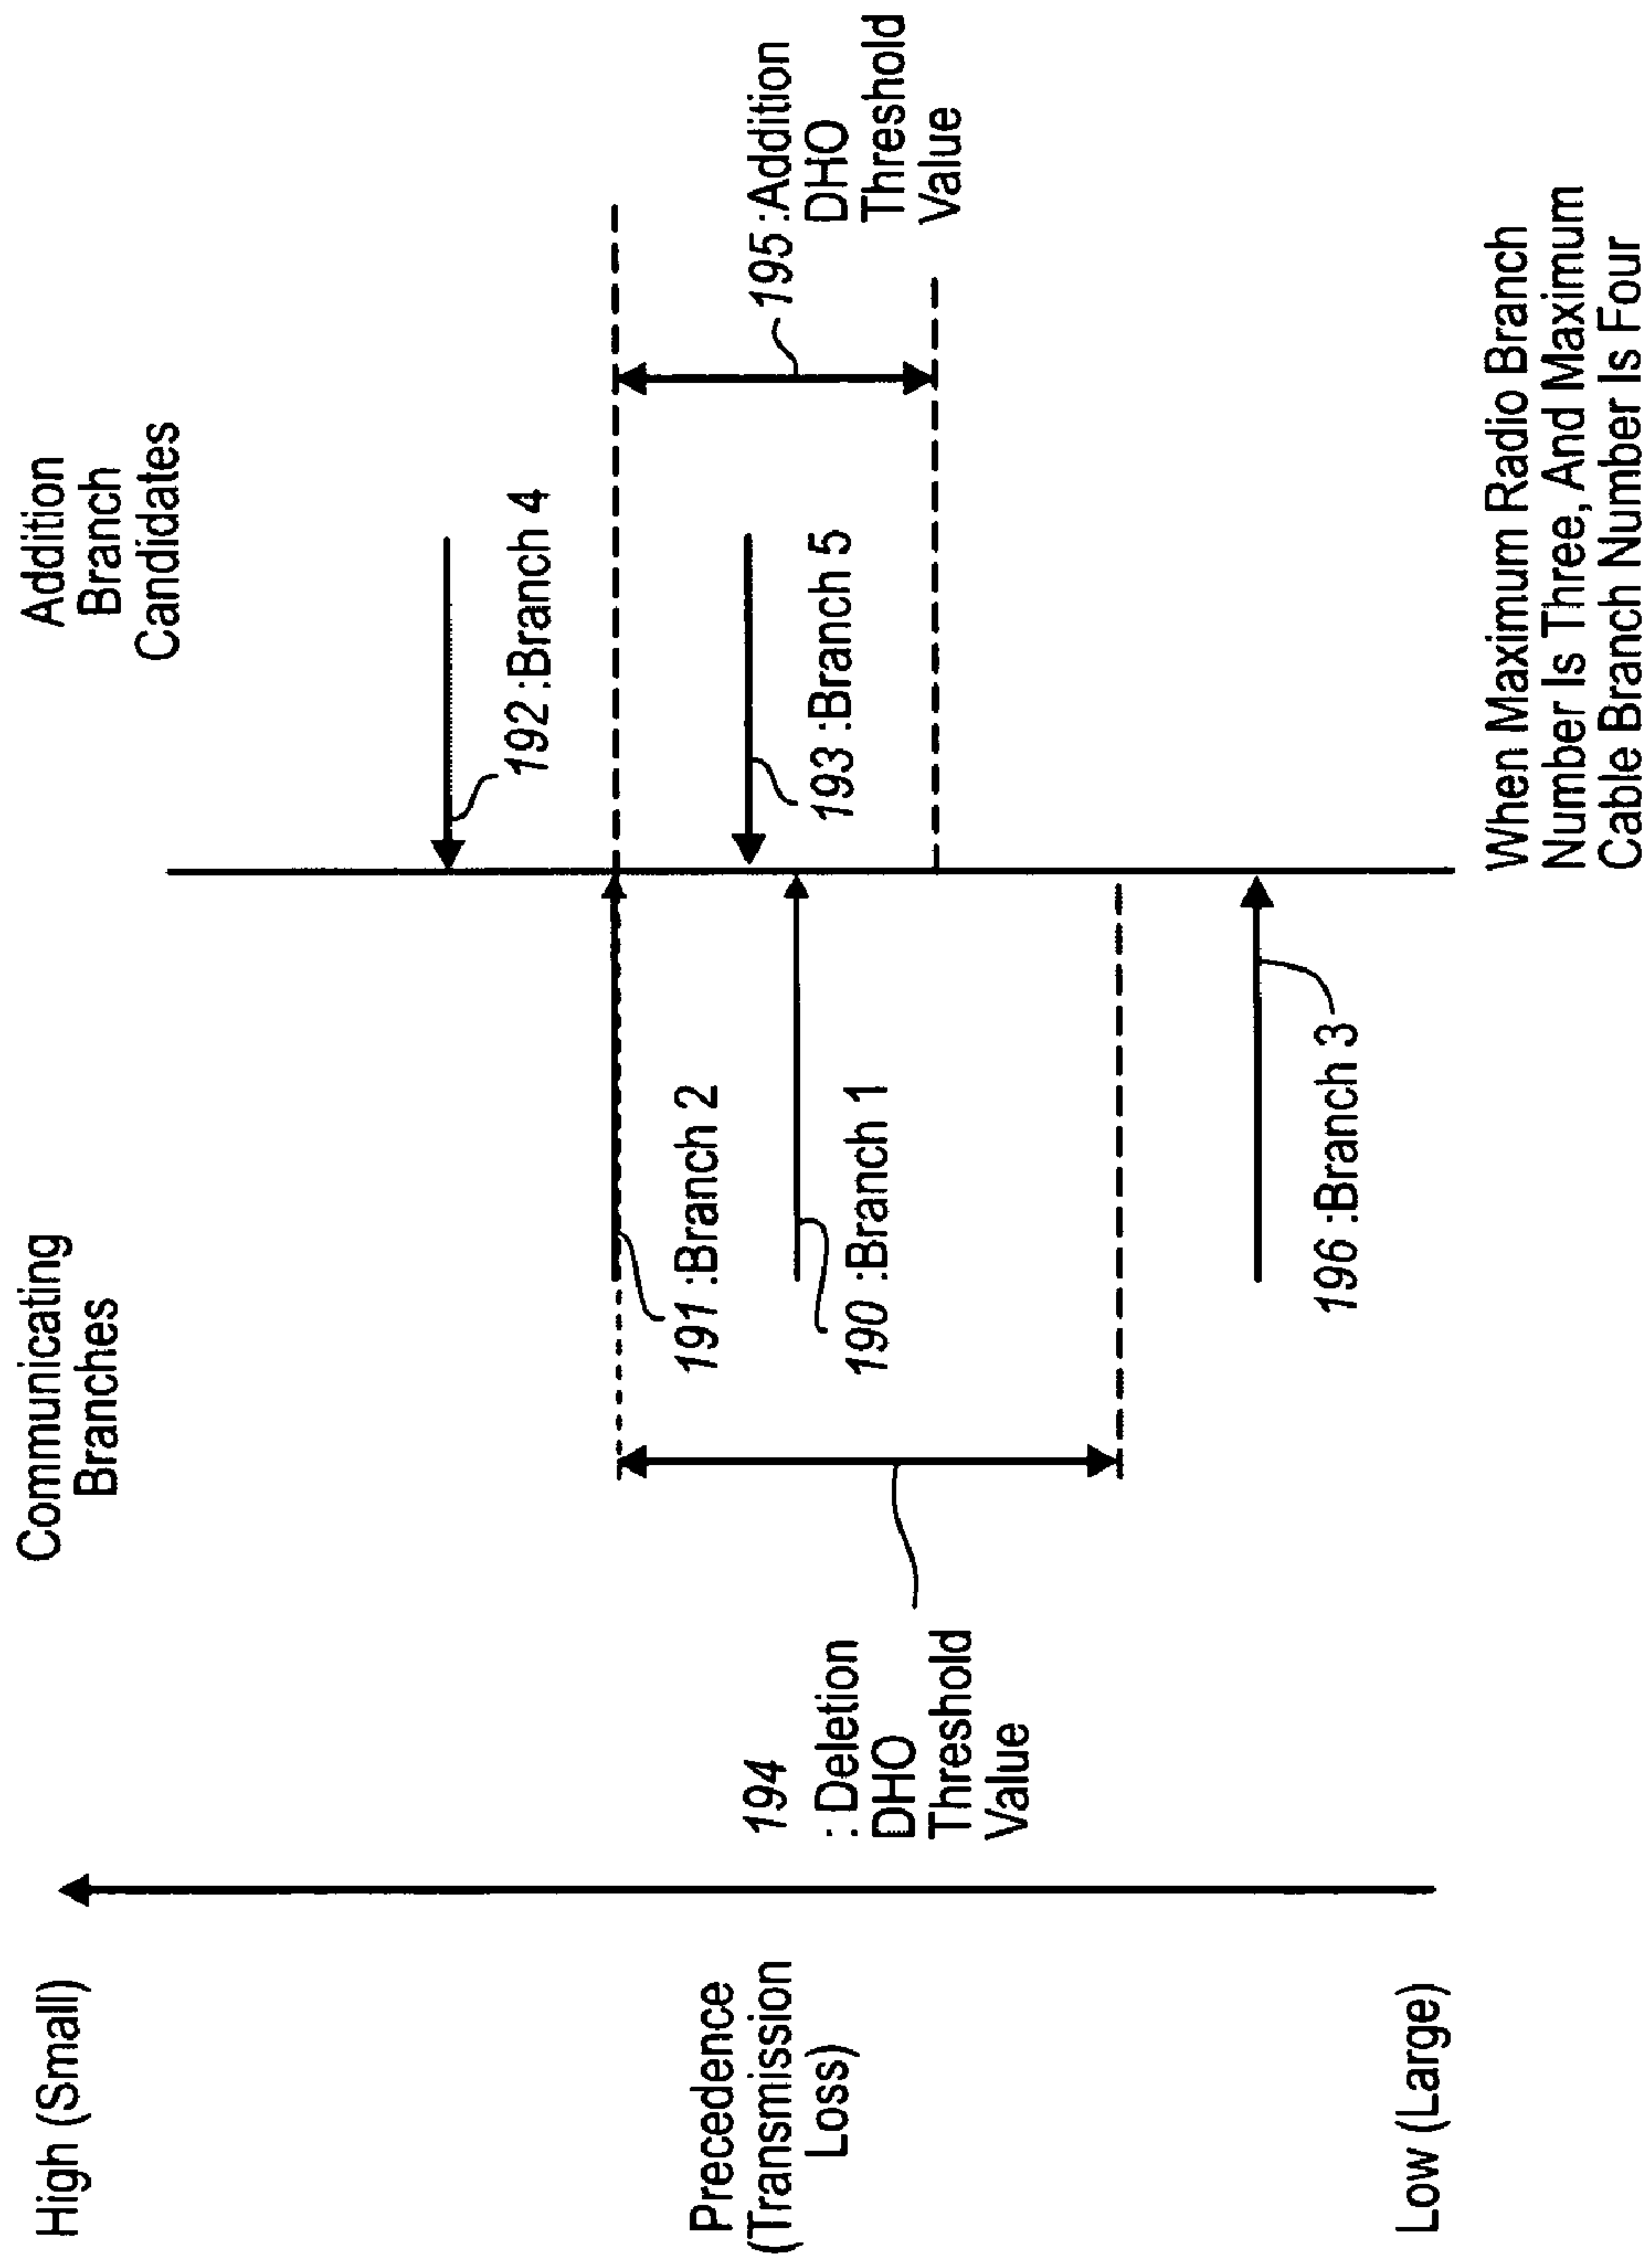 High (Small)
Precedence
(Transmission
Loss)
Low (Large)
Communicating
Branches
194
: Deletion
DHO
Threshold
Value
191 :Branch 2
190 :Branch 1
196 :Branch 3
Addition
Branch
Candidates
192 :Branch 4
193 :Branch 5
195 :Addition
DHO
Threshold
Value
When Maximum Radio Branch
Number Is Three, And Maximum
Cable Branch Number Is Four